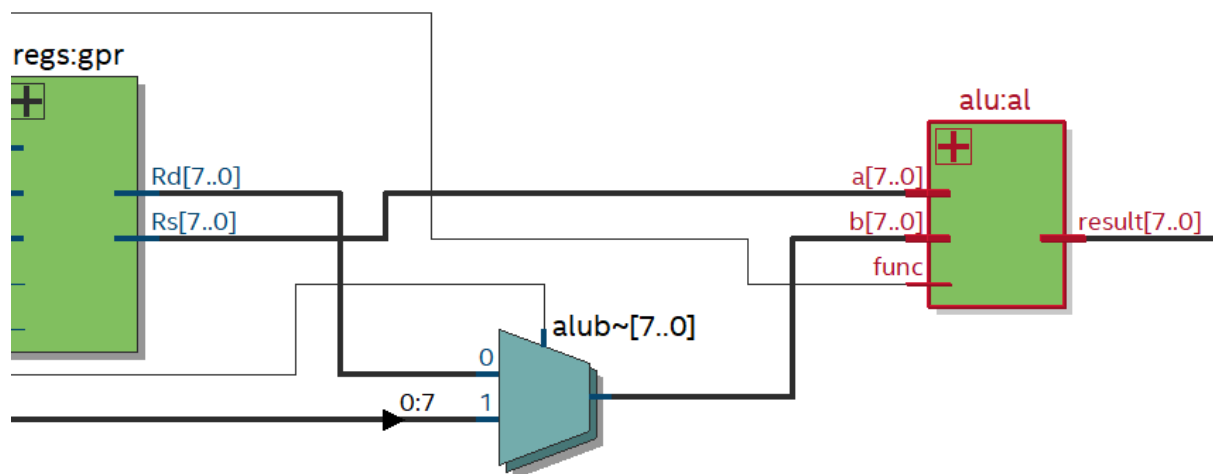 regs:gpr
alu:al
Rd[7..0]
a[7..0]
Rs[7..0]
b[7..0]
result[7..0]
func
alub~[7..0]
0
0:7
1